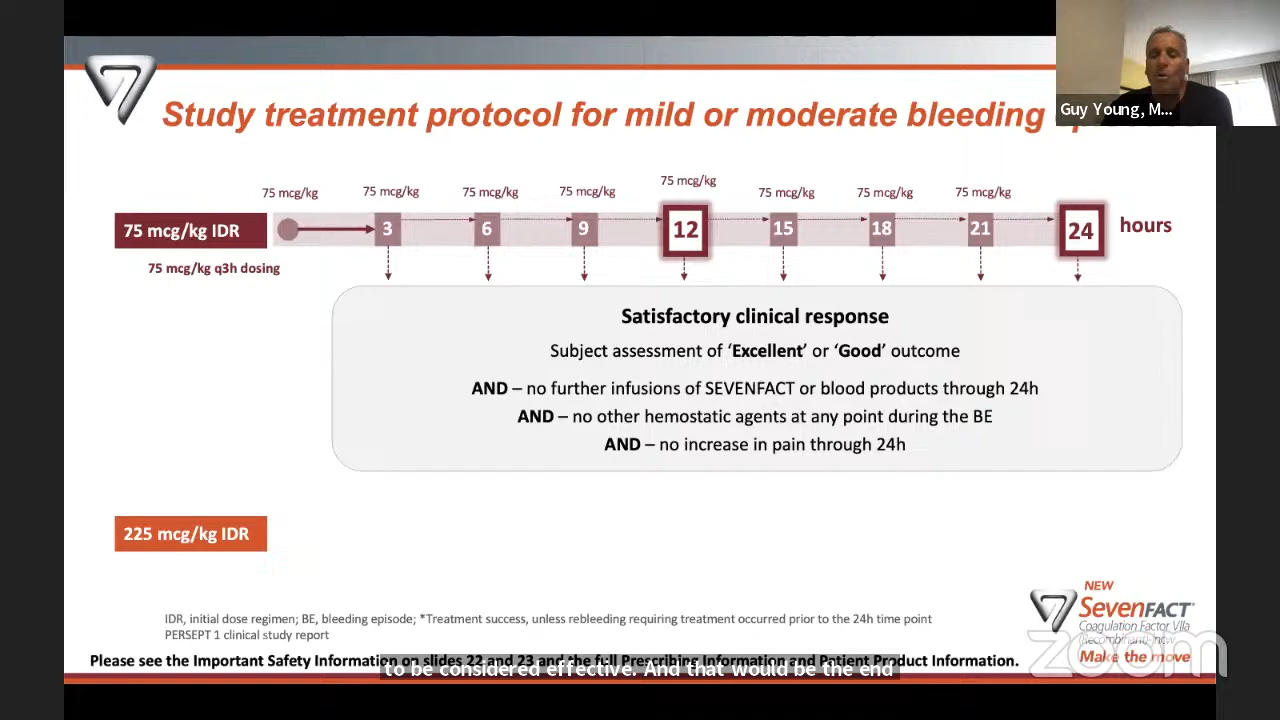 Study treatment protocol for mild or moderate bleeding
Guy Young, M...
75 mcg/kg
75 mcg/kg
75 mcg/kg
75 mcg/kg
75 mcg/kg
75 mcg/kg
75 mcg/kg
75 mcg/kg
75 mcg/kg IDR
3
6
9
12
15
18
21
24
hours
75 mcg/kg q3h dosing
Satisfactory clinical response
Subject assessment of ‘Excellent’ or ‘Good’ outcome
AND – no further infusions of SEVENFACT or blood products through 24h
AND – no other hemostatic agents at any point during the BE
AND – no increase in pain through 24h
225 mcg/kg IDR
IDR, initial dose regimen; BE, bleeding episode; *Treatment success, unless rebleeding requiring treatment occurred prior to the 24h time point
PERSEPT 1 clinical study report
NEW
SEVENFACT
Coagulation Factor VIIa
(Recombinant)-jncw
Make the move
zoom
Please see the Important Safety Information on slides 22 and 23 and the full Prescribing Information and Patient Product Information.
to be considered effective. And that would be the end